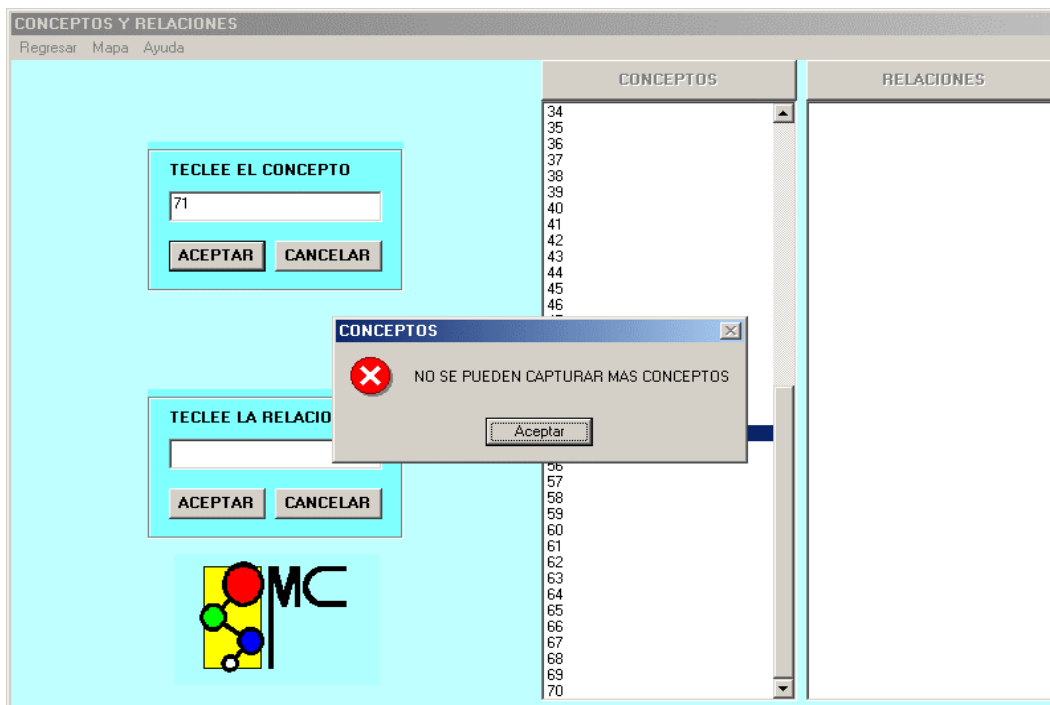 CONCEPTOS Y RELACIONES
Regresar Mapa Ayuda
CONCEPTOS
RELACIONES
TECLEE EL CONCEPTO
71
ACEPTAR CANCELAR
34
35
36
37
38
39
40
41
42
43
44
45
46
CONCEPTOS
NO SE PUEDEN CAPTURAR MAS CONCEPTOS
Aceptar
TECLEE LA RELACIO
ACEPTAR CANCELAR
56
57
58
59
60
61
62
63
64
65
66
67
68
69
70
MC